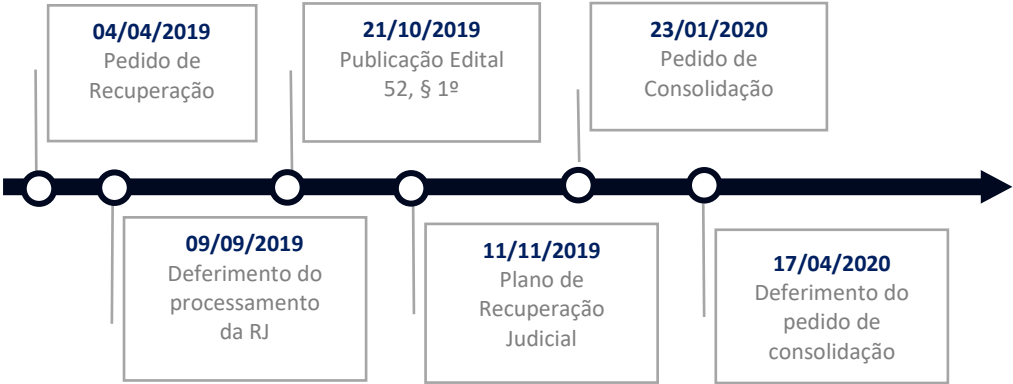 04/04/2019
Pedido de
Recuperação
21/10/2019
Publicação Edital
52, § 1º
23/01/2020
Pedido de
Consolidação
09/09/2019
Deferimento do
processamento
da RJ
11/11/2019
Plano de
Recuperação
Judicial
17/04/2020
Deferimento do
pedido de
consolidação